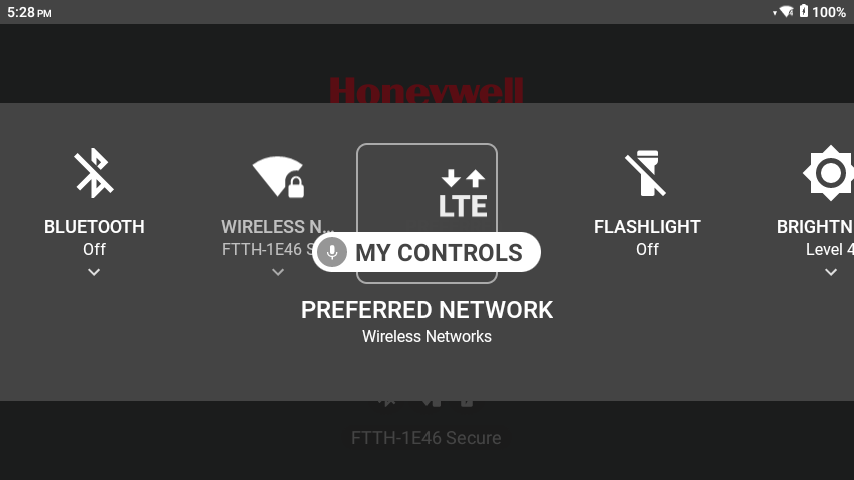 5:28 PM
100%
Honeywell
LTE
BLUETOOTH
WIRELESS N...
FLASHLIGHT
BRIGHTN
Off
FTTH-1E46 S
MY CONTROLS
Off
Level 4
PREFERRED NETWORK
Wireless Networks
FTTH-1E46 Secure